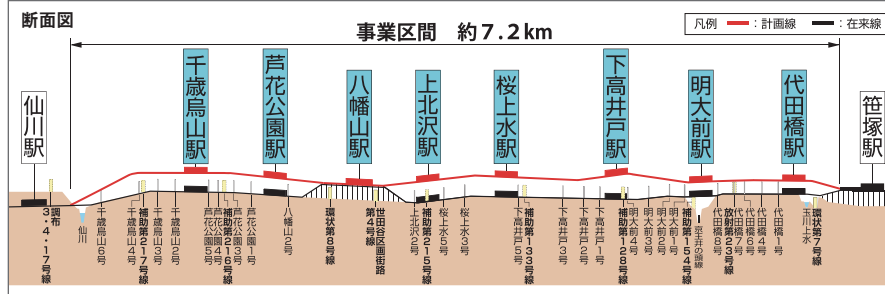 断面図
事業区間 約7.2km
凡例 :計画線 :在来線
仙川駅
千歳烏山駅
芦花公園駅
八幡山駅
上北沢駅
桜上水駅
下高井戸駅
明大前駅
代田橋駅
笹塚駅
調布3・4・17号線
仙川
千歳烏山6号
千歳烏山4号
補助第217号線
千歳烏山3号
千歳烏山2号
芦花公園5号
芦花公園4号
補助第216号線
芦花公園3号
芦花公園1号
八幡山2号
環状第8号線
世田谷区画街路第4号線
上北沢2号
補助第215号線
桜上水5号
桜上水3号
下高井戸5号
補助第133号線
下高井戸3号
下高井戸2号
下高井戸1号
補助第128号線
明大前4号
明大前3号
明大前2号
明大前1号
補助第154号線
京王井の頭線
代田橋8号
放射第23号線
代田橋7号
代田橋6号
代田橋4号
代田橋1号
玉川上水
環状第7号線